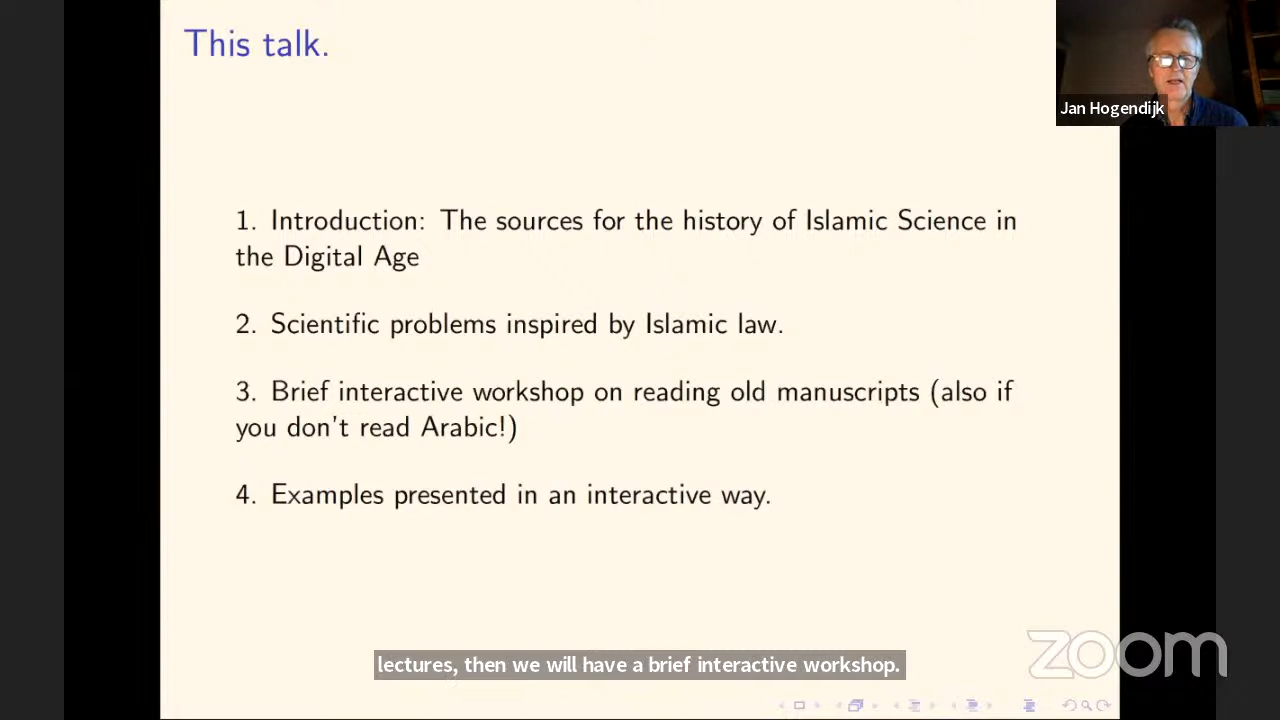 This talk.
Jan Hogendijk
1. Introduction: The sources for the history of Islamic Science in
the Digital Age
2. Scientific problems inspired by Islamic law.
3. Brief interactive workshop on reading old manuscripts (also if
you don't read Arabic!)
4. Examples presented in an interactive way.
zoom
lectures, then we will have a brief interactive workshop.